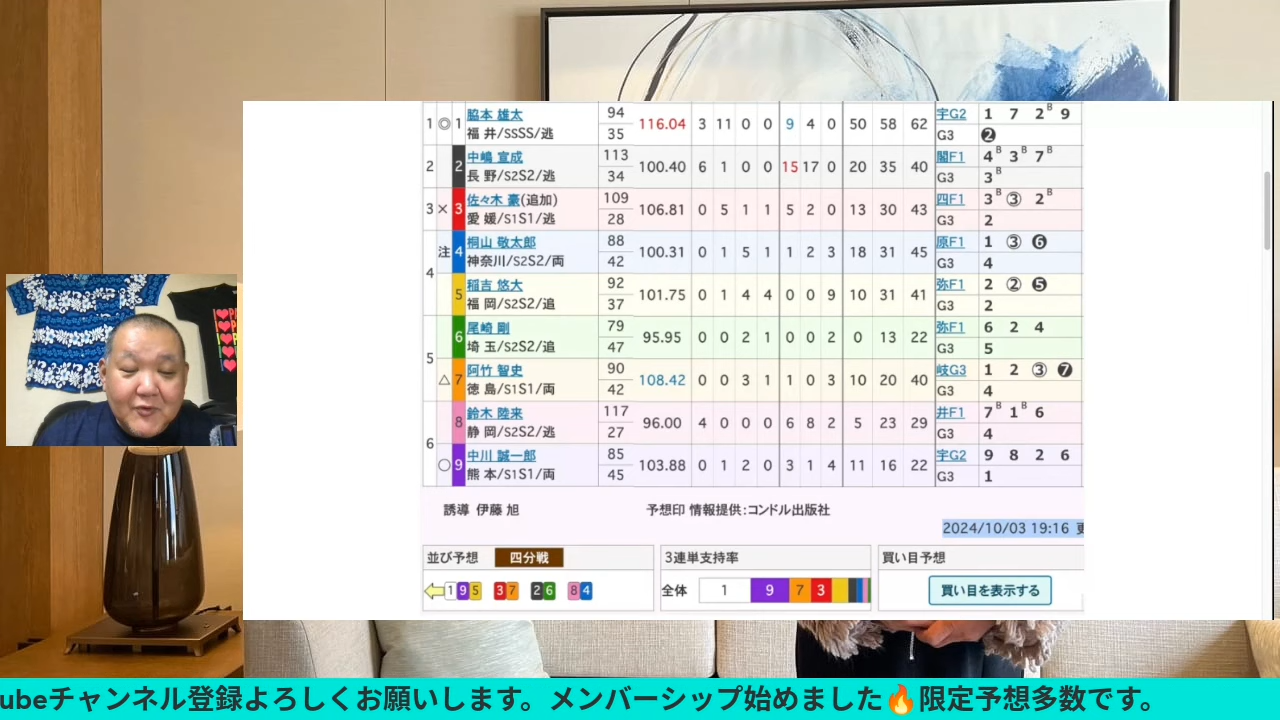 1 ◎ 1 脇本 雄太 94 116.04 3 11 0 0 9 4 0 50 58 62 宇G2 1 7 2B 9
福 井/SSSS/逃 35 G3 ❷
2 2 中嶋 宣成 113 100.40 6 1 0 0 15 17 0 20 35 40 閣F1 4B 3B 7B
長 野/S2S2/逃 34 G3 3B
3 × 3 佐々木 豪(追加) 109 106.81 0 5 1 1 5 2 0 13 30 43 四F1 3B ③ 2B
愛 媛/S1S1/逃 28 G3 2
4 注 4 桐山 敬太郎 88 100.31 0 1 5 1 1 2 3 18 31 45 原F1 1 ③ ❻
神奈川/S2S2/両 42 G3 4
5 稲吉 悠大 92 101.75 0 1 4 4 0 0 9 10 31 41 弥F1 2 ② ❺
福 岡/S2S2/追 37 G3 2
5 6 尾崎 剛 79 95.95 0 0 2 1 0 0 2 0 13 22 弥F1 6 2 4
埼 玉/S2S2/追 47 G3 5
△ 7 阿竹 智史 90 108.42 0 0 3 1 1 0 3 10 20 40 岐G3 1 2 ③ ❼
徳 島/S1S1/両 42 G3 4
6 8 鈴木 陸来 117 96.00 4 0 0 0 6 8 2 5 23 29 井F1 7B 1B 6
静 岡/S2S2/逃 27 G3 4
○ 9 中川 誠一郎 85 103.88 0 1 2 0 3 1 4 11 16 22 宇G2 9 8 2 6
熊 本/S1S1/両 45 G3 1
誘導 伊藤 旭 予想印 情報提供:コンドル出版社
2024/10/03 19:16
並び予想 四分戦 3連単支持率 買い目予想
1 9 5 3 7 2 6 8 4 全体 1 9 7 3 買い目を表示する
ubeチャンネル登録よろしくお願いします。メンバーシップ始めました🔥限定予想多数です。